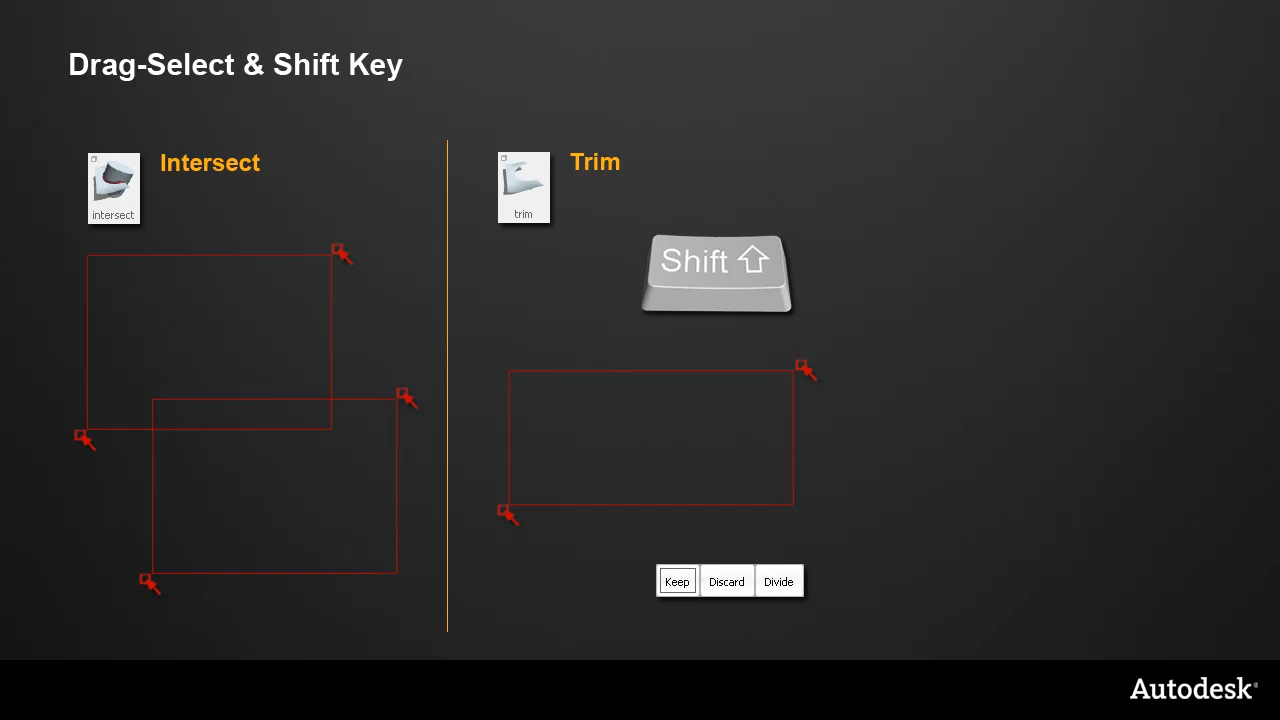 Drag-Select & Shift Key
Intersect
intersect
Trim
trim
Shift
Keep Discard Divide
Autodesk®